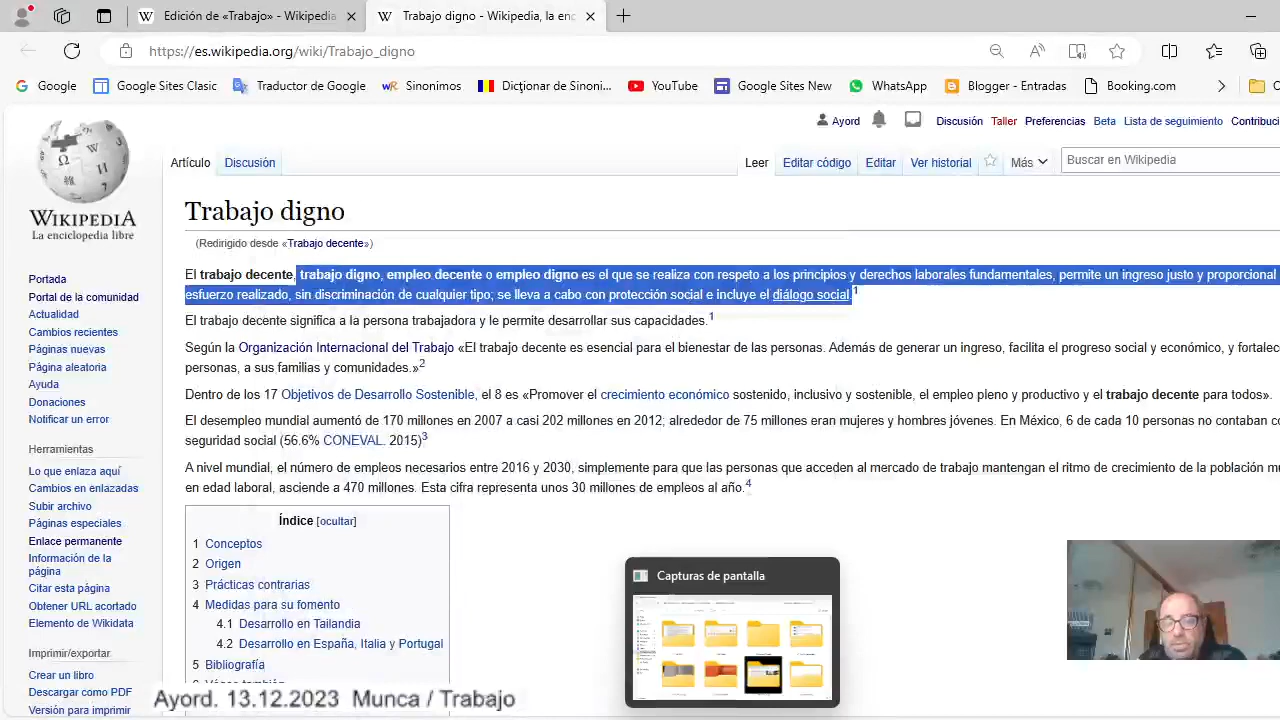 Edición de «Trabajo» - Wikipedia
Trabajo digno - Wikipedia, la enc
https://es.wikipedia.org/wiki/Trabajo_digno
Google
Google Sites Clasic
Traducător de Google
Sinonimos
Dicționar de Sinoni...
YouTube
Google Sites New
WhatsApp
Blogger - Entradas
Booking.com
Ayord
Discusión Taller Preferencias Beta Lista de seguimiento Contribuci
Artículo Discusión
Leer Editar código Editar Ver historial Más
Buscar en Wikipedia
WIKIPEDIA
La enciclopedia libre
Portada
Portal de la comunidad
Actualidad
Cambios recientes
Páginas nuevas
Página aleatoria
Ayuda
Donaciones
Notificar un error
Herramientas
Lo que enlaza aquí
Cambios en enlazadas
Subir archivo
Páginas especiales
Enlace permanente
Información de la
página
Citar esta página
Obtener URL acortado
Elemento de Wikidata
Imprimir/exportar
Crear un libro
Descargar como PDF
Versión para imprimir
Trabajo digno
(Redirigido desde «Trabajo decente»)
El trabajo decente, trabajo digno, empleo decente o empleo digno es el que se realiza con respeto a los principios y derechos laborales fundamentales, permite un ingreso justo y proporcional
esfuerzo realizado, sin discriminación de cualquier tipo; se lleva a cabo con protección social e incluye el diálogo social.1
El trabajo decente significa a la persona trabajadora y le permite desarrollar sus capacidades.1
Según la Organización Internacional del Trabajo «El trabajo decente es esencial para el bienestar de las personas. Además de generar un ingreso, facilita el progreso social y económico, y fortalec
personas, a sus familias y comunidades.»2
Dentro de los 17 Objetivos de Desarrollo Sostenible, el 8 es «Promover el crecimiento económico sostenido, inclusivo y sostenible, el empleo pleno y productivo y el trabajo decente para todos».
El desempleo mundial aumentó de 170 millones en 2007 a casi 202 millones en 2012; alrededor de 75 millones eran mujeres y hombres jóvenes. En México, 6 de cada 10 personas no contaban co
seguridad social (56.6% CONEVAL. 2015)3
A nivel mundial, el número de empleos necesarios entre 2016 y 2030, simplemente para que las personas que acceden al mercado de trabajo mantengan el ritmo de crecimiento de la población mu
en edad laboral, asciende a 470 millones. Esta cifra representa unos 30 millones de empleos al año.4
Índice [ocultar]
1 Conceptos
2 Origen
3 Prácticas contrarias
4 Medidas para su fomento
4.1 Desarrollo en Tailandia
4.2 Desarrollo en España, Italia y Portugal
5 Bibliografía
Capturas de pantalla
Ayord. 13.12.2023 Munca / Trabajo